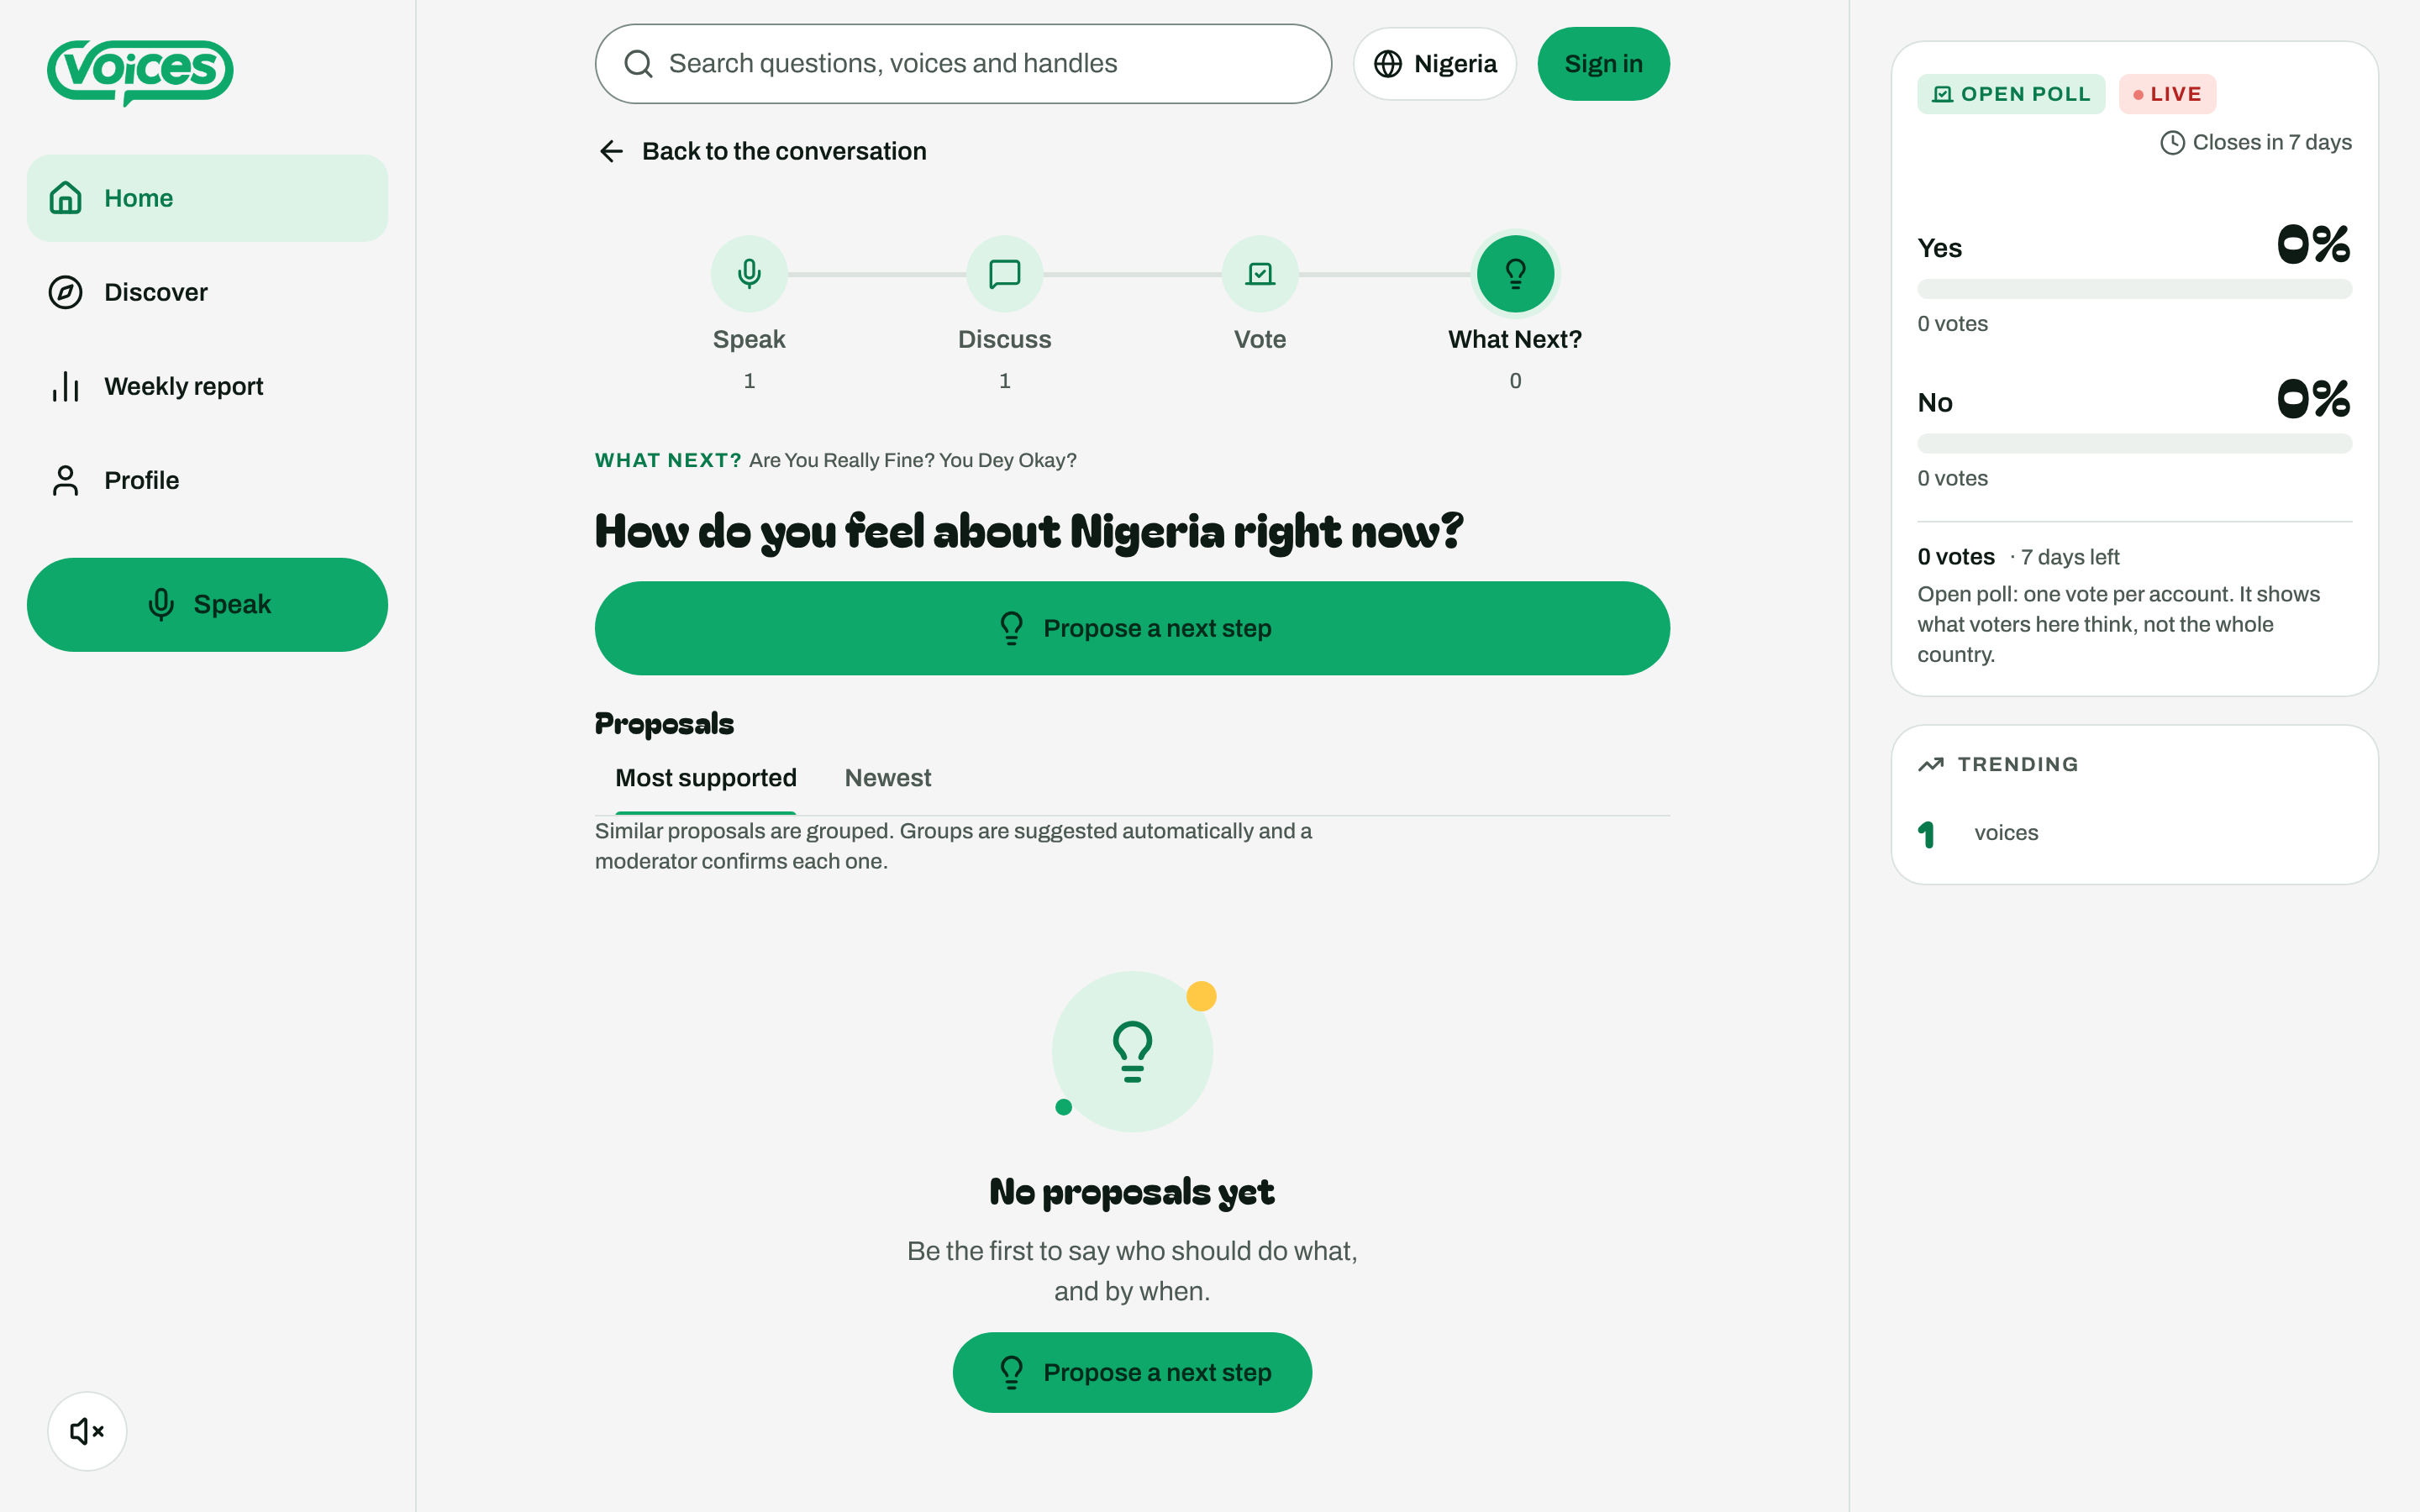 voices
Home
Discover
Weekly report
Profile
Speak
Search questions, voices and handles
Nigeria
Sign in
Back to the conversation
Speak
1
Discuss
1
Vote
What Next?
0
WHAT NEXT? Are You Really Fine? You Dey Okay?
How do you feel about Nigeria right now?
Propose a next step
Proposals
Most supported
Newest
Similar proposals are grouped. Groups are suggested automatically and a
moderator confirms each one.
No proposals yet
Be the first to say who should do what,
and by when.
Propose a next step
OPEN POLL
LIVE
Closes in 7 days
Yes 0%
0 votes
No 0%
0 votes
0 votes · 7 days left
Open poll: one vote per account. It shows
what voters here think, not the whole
country.
TRENDING
1 voices